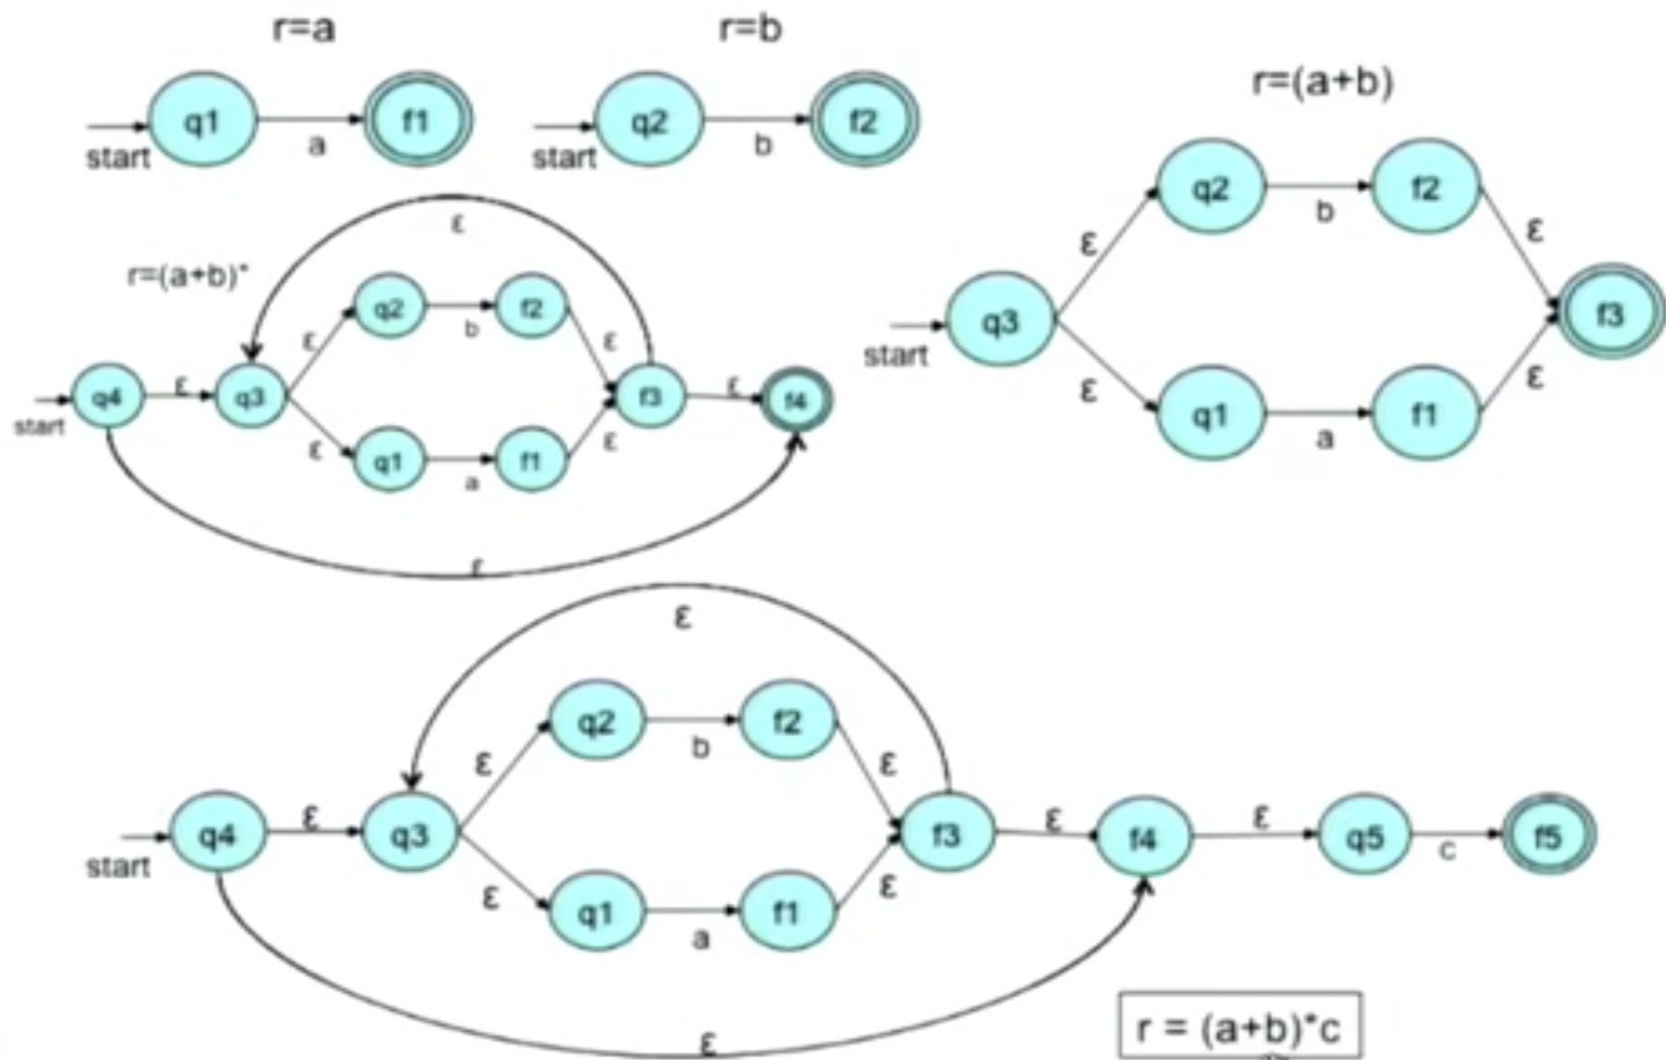 r=a
r=b
q1
a
f1
start
q2
b
f2
start
r=(a+b)
q2
b
f2
ε
ε
q3
f3
start
ε
ε
q1
a
f1
ε
r=(a+b)*
q2
b
f2
ε
ε
q4
ε
q3
f3
ε
f4
start
ε
ε
q1
a
f1
ε
ε
q2
b
f2
ε
ε
q4
ε
q3
f3
ε
f4
ε
q5
c
f5
start
ε
ε
q1
a
f1
ε
r = (a+b)*c